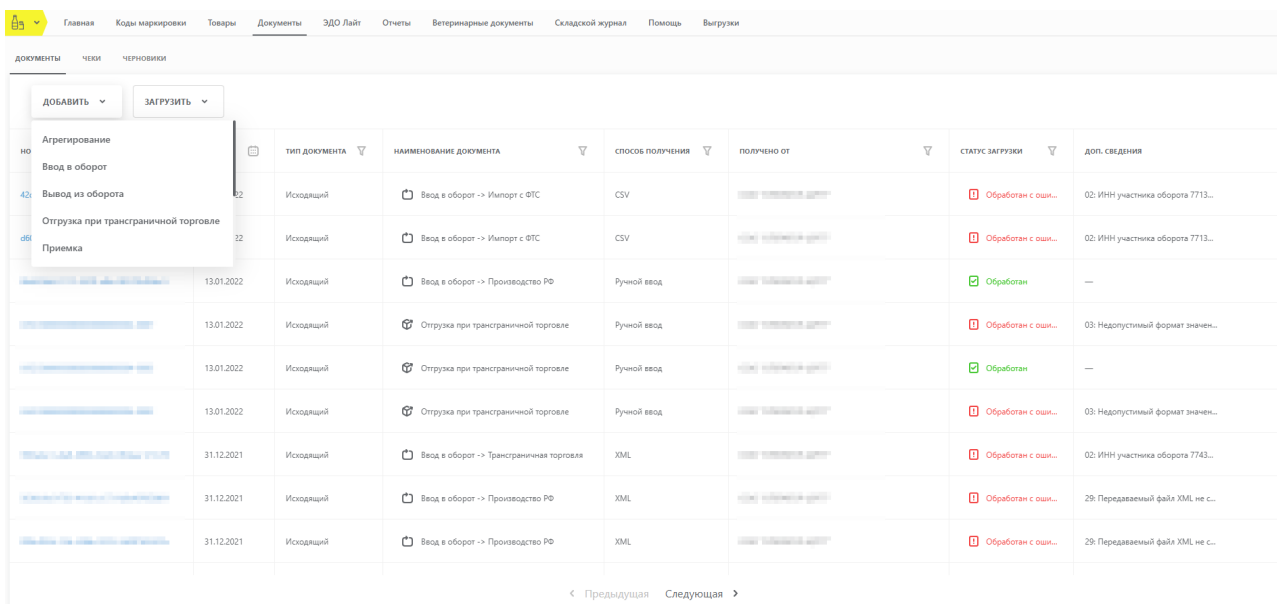 Главная Коды маркировки Товары Документы ЭДО Лайт Отчеты Ветеринарные документы Складской журнал Помощь Выгрузки
ДОКУМЕНТЫ ЧЕКИ ЧЕРНОВИКИ
ДОБАВИТЬ ЗАГРУЗИТЬ
Агрегирование
Ввод в оборот
Вывод из оборота
Отгрузка при трансграничной торговле
Приемка
ТИП ДОКУМЕНТА НАИМЕНОВАНИЕ ДОКУМЕНТА СПОСОБ ПОЛУЧЕНИЯ ПОЛУЧЕНО ОТ СТАТУС ЗАГРУЗКИ ДОП. СВЕДЕНИЯ
Исходящий Ввод в оборот -> Импорт с ФТС CSV Обработан с оши... 02: ИНН участника оборота 7713...
Исходящий Ввод в оборот -> Импорт с ФТС CSV Обработан с оши... 02: ИНН участника оборота 7713...
13.01.2022 Исходящий Ввод в оборот -> Производство РФ Ручной ввод Обработан —
13.01.2022 Исходящий Отгрузка при трансграничной торговле Ручной ввод Обработан с оши... 03: Недопустимый формат значен...
13.01.2022 Исходящий Отгрузка при трансграничной торговле Ручной ввод Обработан —
13.01.2022 Исходящий Отгрузка при трансграничной торговле Ручной ввод Обработан с оши... 03: Недопустимый формат значен...
31.12.2021 Исходящий Ввод в оборот -> Трансграничная торговля XML Обработан с оши... 02: ИНН участника оборота 7743...
31.12.2021 Исходящий Ввод в оборот -> Производство РФ XML Обработан с оши... 29: Передаваемый файл XML не с...
31.12.2021 Исходящий Ввод в оборот -> Производство РФ XML Обработан с оши... 29: Передаваемый файл XML не с...
Предыдущая Следующая